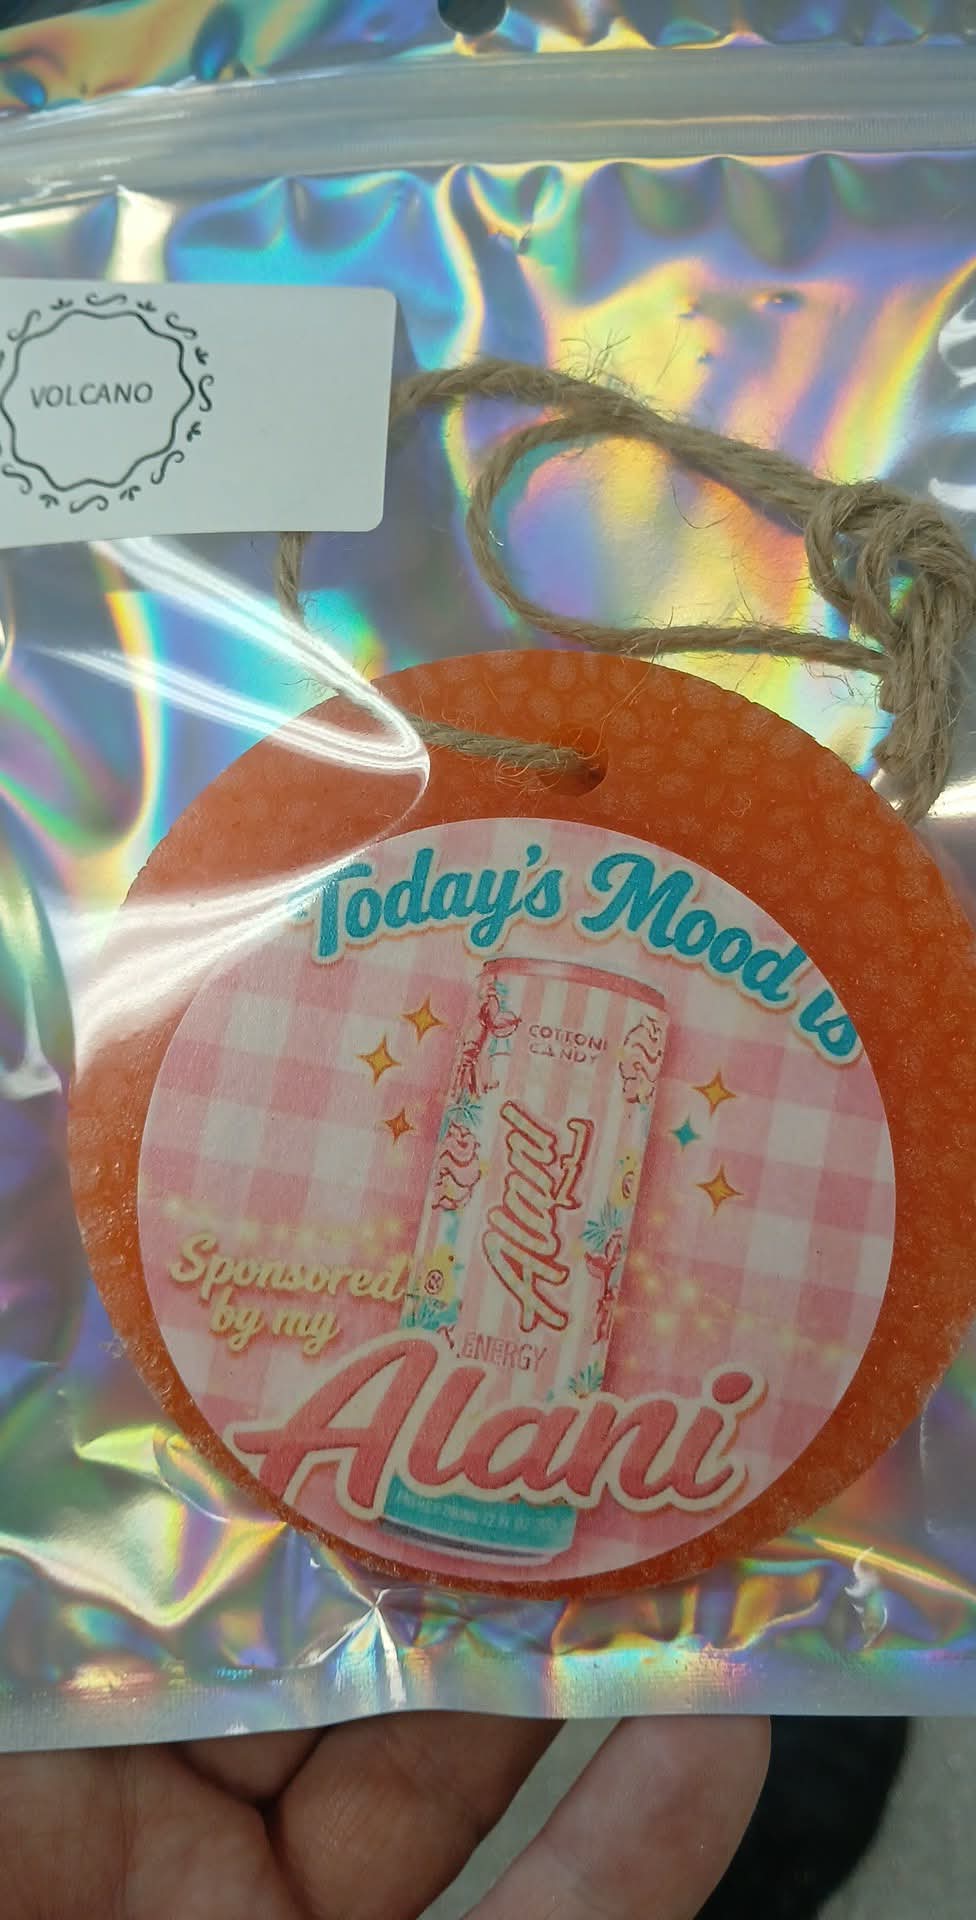 VOLCANO
Today's Mood is
COTTON
CANDY
Alani
ENERGY
Sponsored
by my
Alani